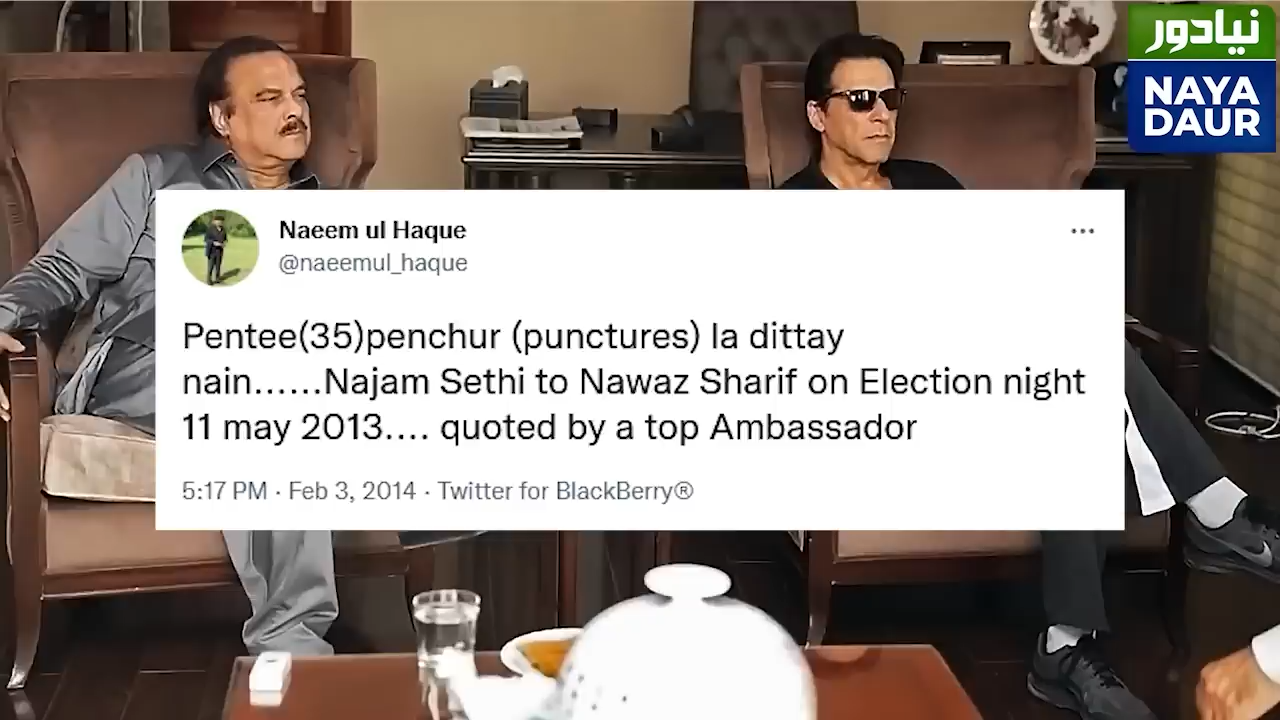 نیادور
NAYA
DAUR
Naeem ul Haque
@naeemul_haque
Pentee(35)penchur (punctures) la dittay
nain......Najam Sethi to Nawaz Sharif on Election night
11 may 2013.... quoted by a top Ambassador
5:17 PM · Feb 3, 2014 · Twitter for BlackBerry®